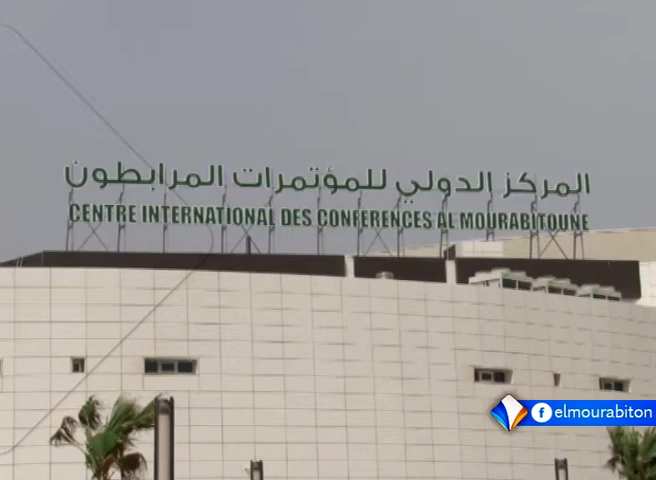 المركز الدولي للمؤتمرات المرابطون
CENTRE INTERNATIONAL DES CONFERENCES AL MOURABITOUNE
elmourabiton